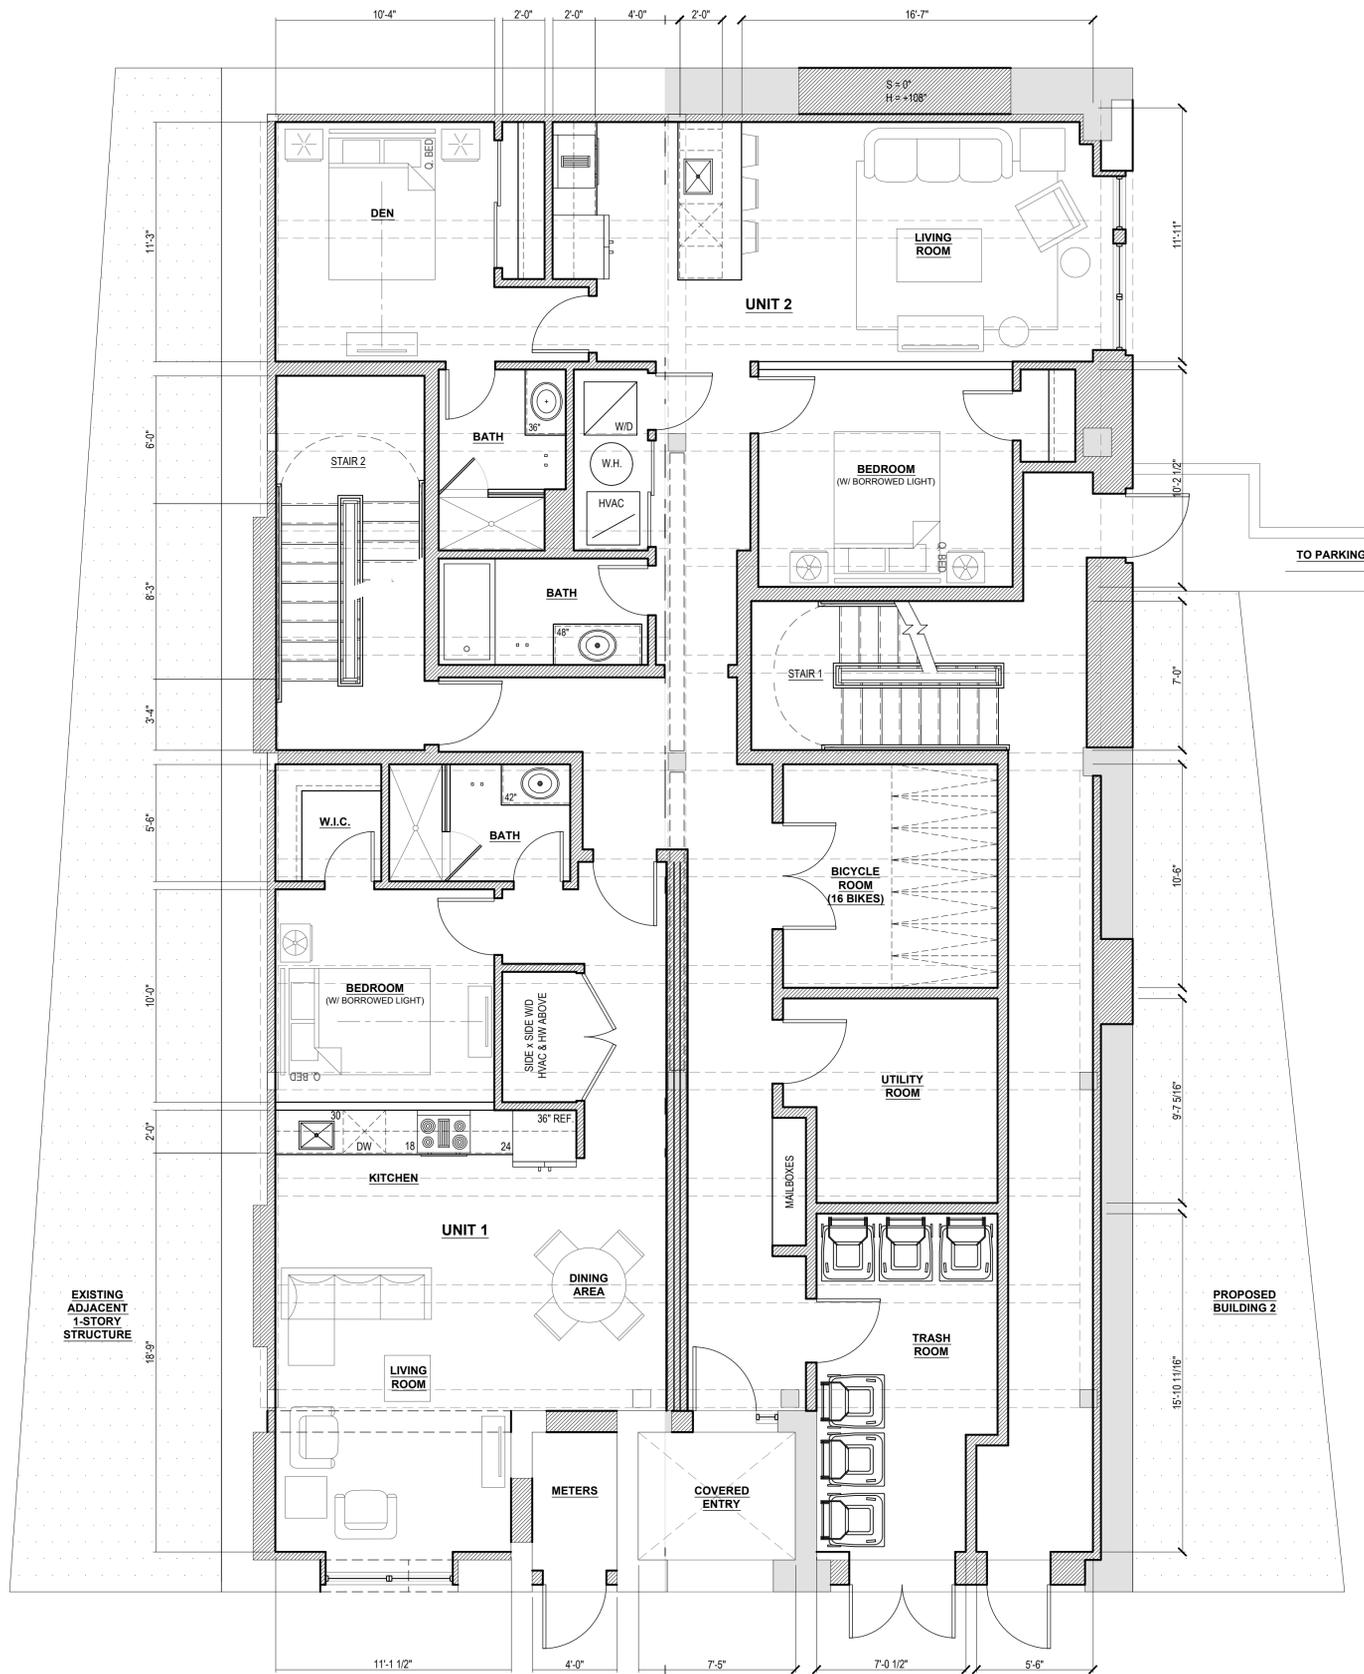 10'-4"
2'-0"
2'-0"
4'-0"
2'-0"
16'-7"
S = 0"
H = +108"
Q. BED
DEN
11'-3"
LIVING
ROOM
11'-11"
UNIT 2
6'-0"
STAIR 2
BATH
36"
W/D
W.H.
HVAC
BEDROOM
(W/ BORROWED LIGHT)
Q. BED
10'-2 1/2"
TO PARKING
8'-3"
BATH
48"
STAIR 1
7'-0"
3'-4"
5'-6"
W.I.C.
42"
BATH
BICYCLE
ROOM
(16 BIKES)
10'-6"
10'-0"
BEDROOM
(W/ BORROWED LIGHT)
Q. BED
SIDE x SIDE W/D
HVAC & HW ABOVE
UTILITY
ROOM
9'-7 5/16"
2'-0"
30
DW
18
24
36" REF.
KITCHEN
MAILBOXES
UNIT 1
DINING
AREA
EXISTING
ADJACENT
1-STORY
STRUCTURE
18'-9"
LIVING
ROOM
TRASH
ROOM
PROPOSED
BUILDING 2
15'-10 11/16"
METERS
COVERED
ENTRY
11'-1 1/2"
4'-0"
7'-5"
7'-0 1/2"
5'-6"